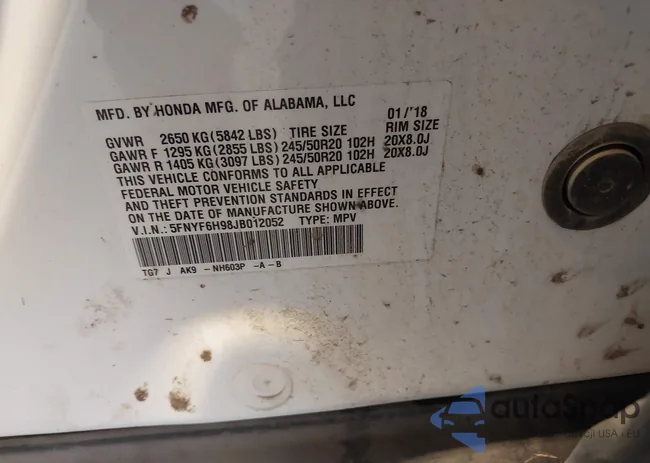 MFD. BY HONDA MFG. OF ALABAMA, LLC 01/'18
GVWR 2650 KG(5842 LBS) TIRE SIZE RIM SIZE
GAWR F 1295 KG(2855 LBS)245/50R20 102H 20X8.0J
GAWR R 1405 KG(3097 LBS)245/50R20 102H 20X8.0J
THIS VEHICLE CONFORMS TO ALL APPLICABLE
FEDERAL MOTOR VEHICLE SAFETY
AND THEFT PREVENTION STANDARDS IN EFFECT
ON THE DATE OF MANUFACTURE SHOWN ABOVE.
V.I.N.: 5FNYF6H98JB012052 TYPE: MPV
TG7 J AK9 -NH603P -A-B
autoSnap
USA i EU